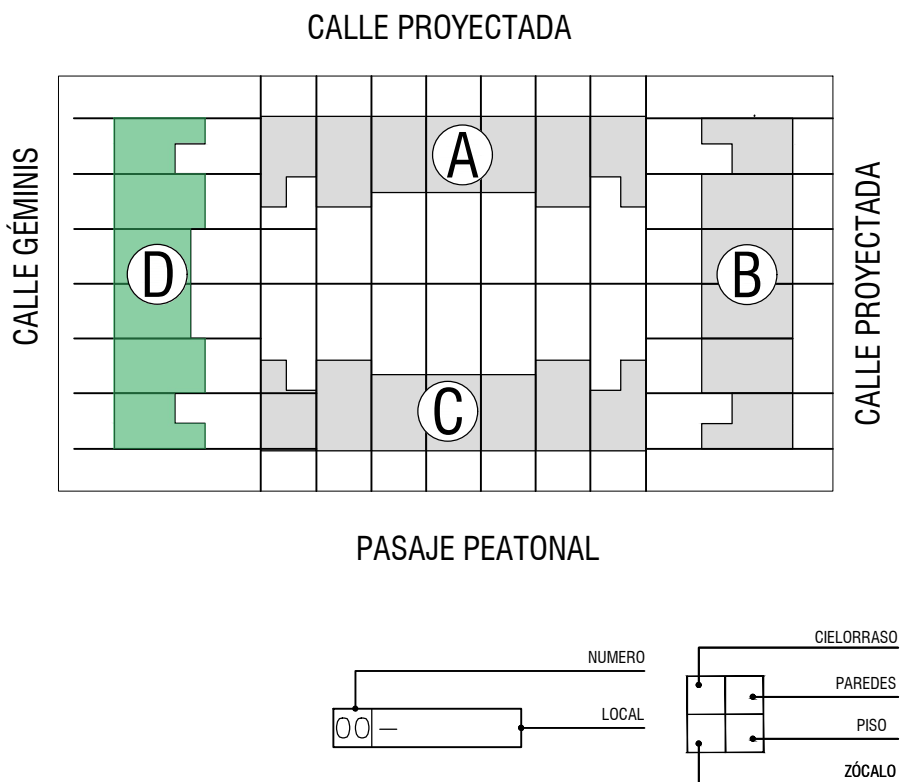 CALLE PROYECTADA
CALLE GÉMINIS
A
D
B
C
CALLE PROYECTADA
PASAJE PEATONAL
NUMERO
00 –
LOCAL
CIELORRASO
PAREDES
PISO
ZÓCALO